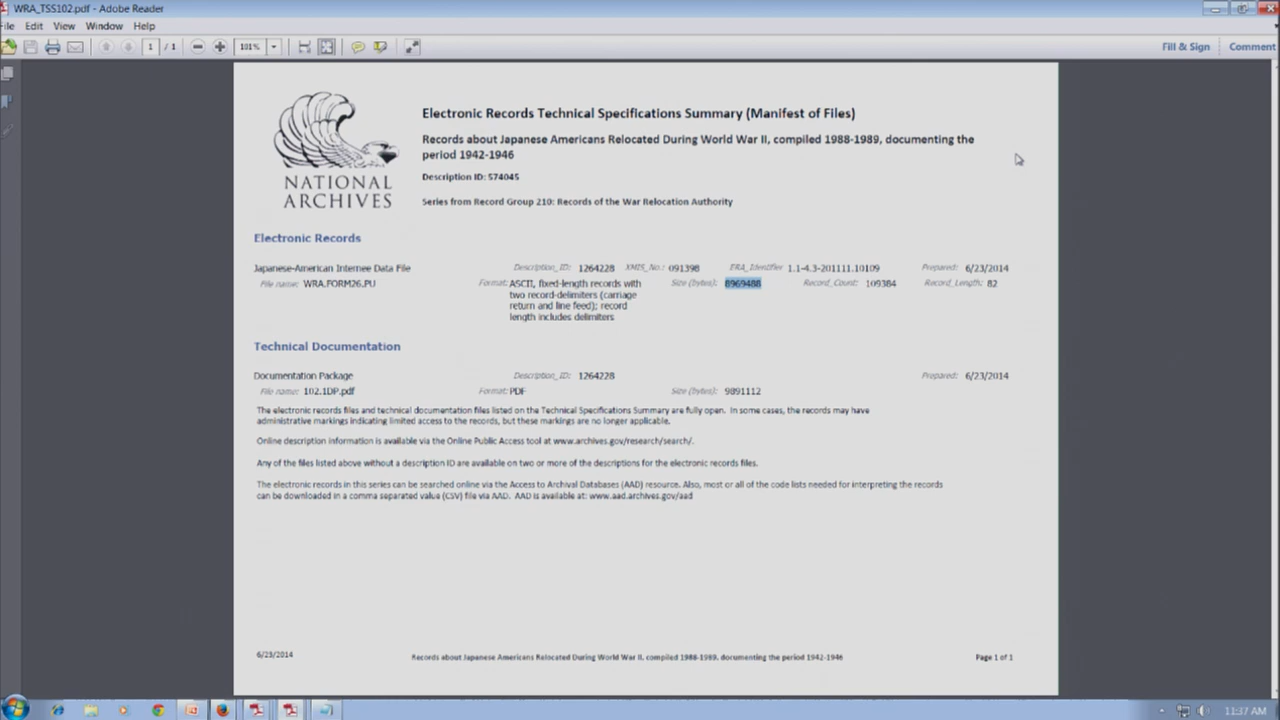 WRA_TSS102.pdf - Adobe Reader
File Edit View Window Help
1 / 1 101% Fill & Sign Comment
NATIONAL
ARCHIVES
Electronic Records Technical Specifications Summary (Manifest of Files)
Records about Japanese Americans Relocated During World War II, compiled 1988-1989, documenting the
period 1942-1946
Description ID: 574045
Series from Record Group 210: Records of the War Relocation Authority
Electronic Records
Japanese-American Internee Data File Description_ID: 1264228 XMIS_No.: 091398 ERA_Identifier 1.1-4.3-201111.10109 Prepared: 6/23/2014
File name: WRA.FORM26.PU Format: ASCII, fixed-length records with Size (bytes): 8969488 Record_Count: 109384 Record_Length: 82
two record-delimiters (carriage
return and line feed); record
length includes delimiters
Technical Documentation
Documentation Package Description_ID: 1264228 Prepared: 6/23/2014
File name: 102.1DP.pdf Format: PDF Size (bytes): 9891112
The electronic records files and technical documentation files listed on the Technical Specifications Summary are fully open. In some cases, the records may have
administrative markings indicating limited access to the records, but these markings are no longer applicable.
Online description information is available via the Online Public Access tool at www.archives.gov/research/search/.
Any of the files listed above without a description ID are available on two or more of the descriptions for the electronic records files.
The electronic records in this series can be searched online via the Access to Archival Databases (AAD) resource. Also, most or all of the code lists needed for interpreting the records
can be downloaded in a comma separated value (CSV) file via AAD. AAD is available at: www.aad.archives.gov/aad
6/23/2014 Records about Japanese Americans Relocated During World War II, compiled 1988-1989, documenting the period 1942-1946 Page 1 of 1
11:37 AM